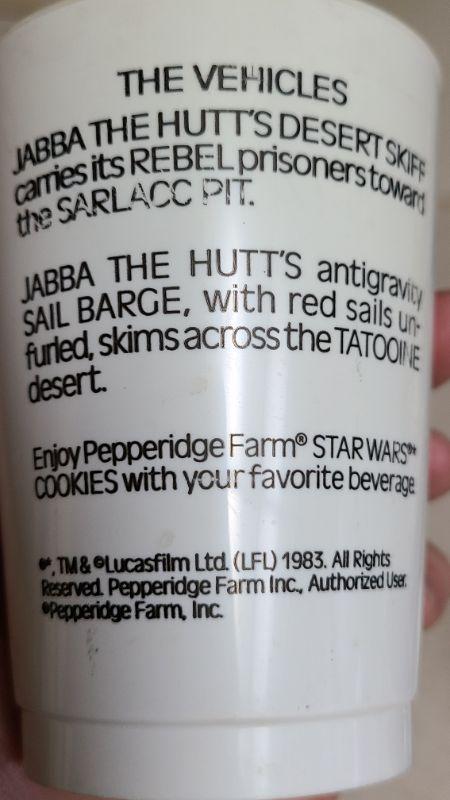 THE VEHICLES
JABBA THE HUTT'S DESERT SKIFF
carries its REBEL prisoners toward
the SARLACC PIT.
JABBA THE HUTT'S antigravity
SAIL BARGE, with red sails un-
furled, skims across the TATOOINE
desert.
Enjoy Pepperidge Farm® STAR WARS®*
COOKIES with your favorite beverage
®*, TM & ©Lucasfilm Ltd. (LFL) 1983. All Rights
Reserved. Pepperidge Farm Inc., Authorized User.
©Pepperidge Farm, Inc.